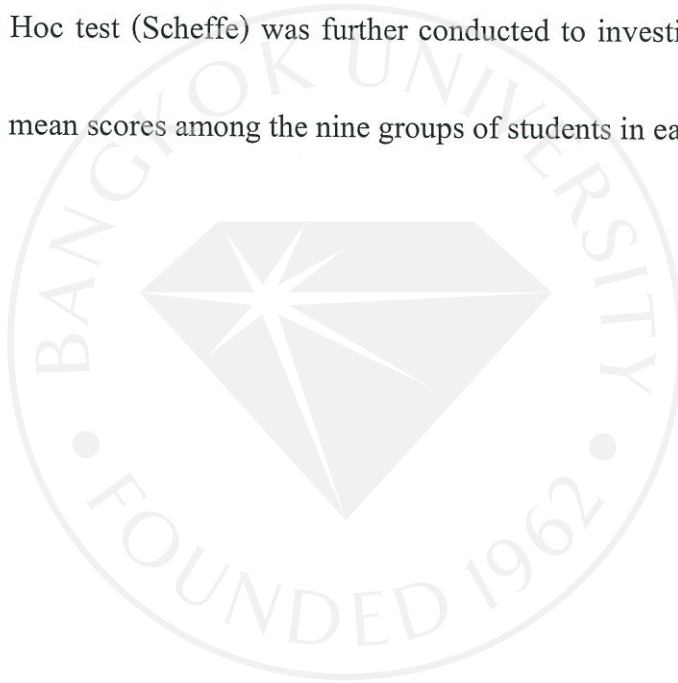 Hoc test (Scheffe) was further conducted to investi
mean scores among the nine groups of students in ea
BANGKOK UNIVERSITY
FOUNDED 1962